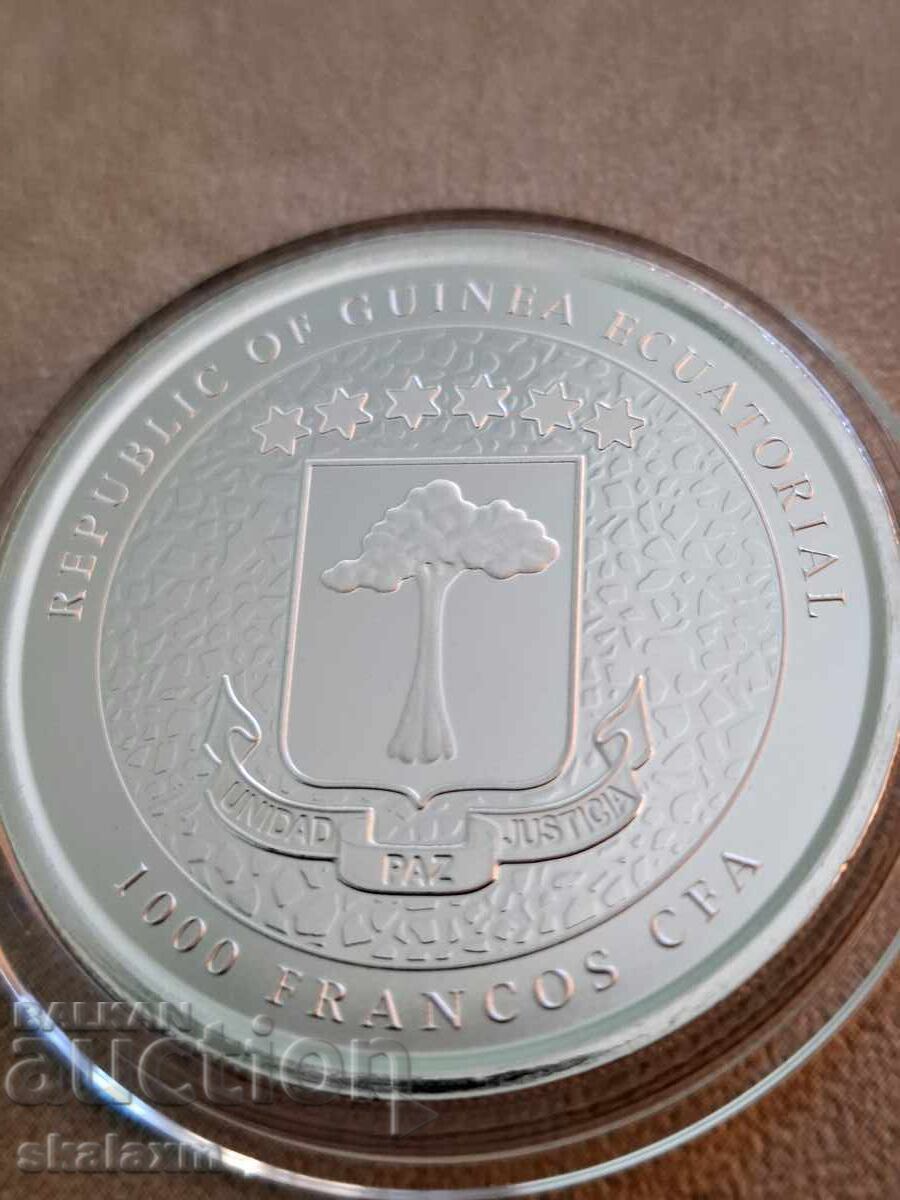 REPUBLIC OF GUINEA ECUATORIAL
UNIDAD PAZ JUSTICIA
1000 FRANCOS CFA
BALKAN
auction
skalaxm